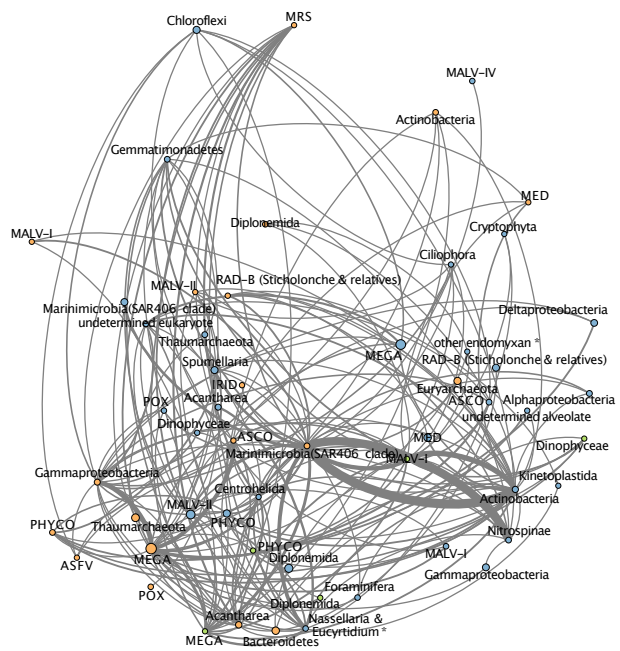 MRS
Chloroflexi
MALV–IV
Actinobacteria
Gemmatimonadetes
MED
Diplonemida
Cryptophyta
MALV–I
Ciliophora
RAD–B (Sticholonche & relatives)
MALV–II
Marinimicrobia(SAR406 clade)
Deltaproteobacteria
undetermined eukaryote
Thaumarchaeota
other endomyxan *
MEGA
RAD–B (Sticholonche & relatives)
Spumellaria
IRID
Euryarchaeota
Acantharea
POX
ASCO
Alphaproteobacteria
undetermined alveolate
Dinophyceae
ASCO
MED
Dinophyceae
Marinimicrobia(SAR406 clade)
MALV–I
Gammaproteobacteria
Kinetoplastida
Centrohelida
Actinobacteria
MALV–II
PHYCO
PHYCO
Thaumarchaeota
Nitrospinae
PHYCO
MALV–I
MEGA
Diplonemida
ASFV
Gammaproteobacteria
POX
Foraminifera
Diplonemida
Acantharea
Nassellaria &
Eucyrtidium *
MEGA
Bacteroidetes